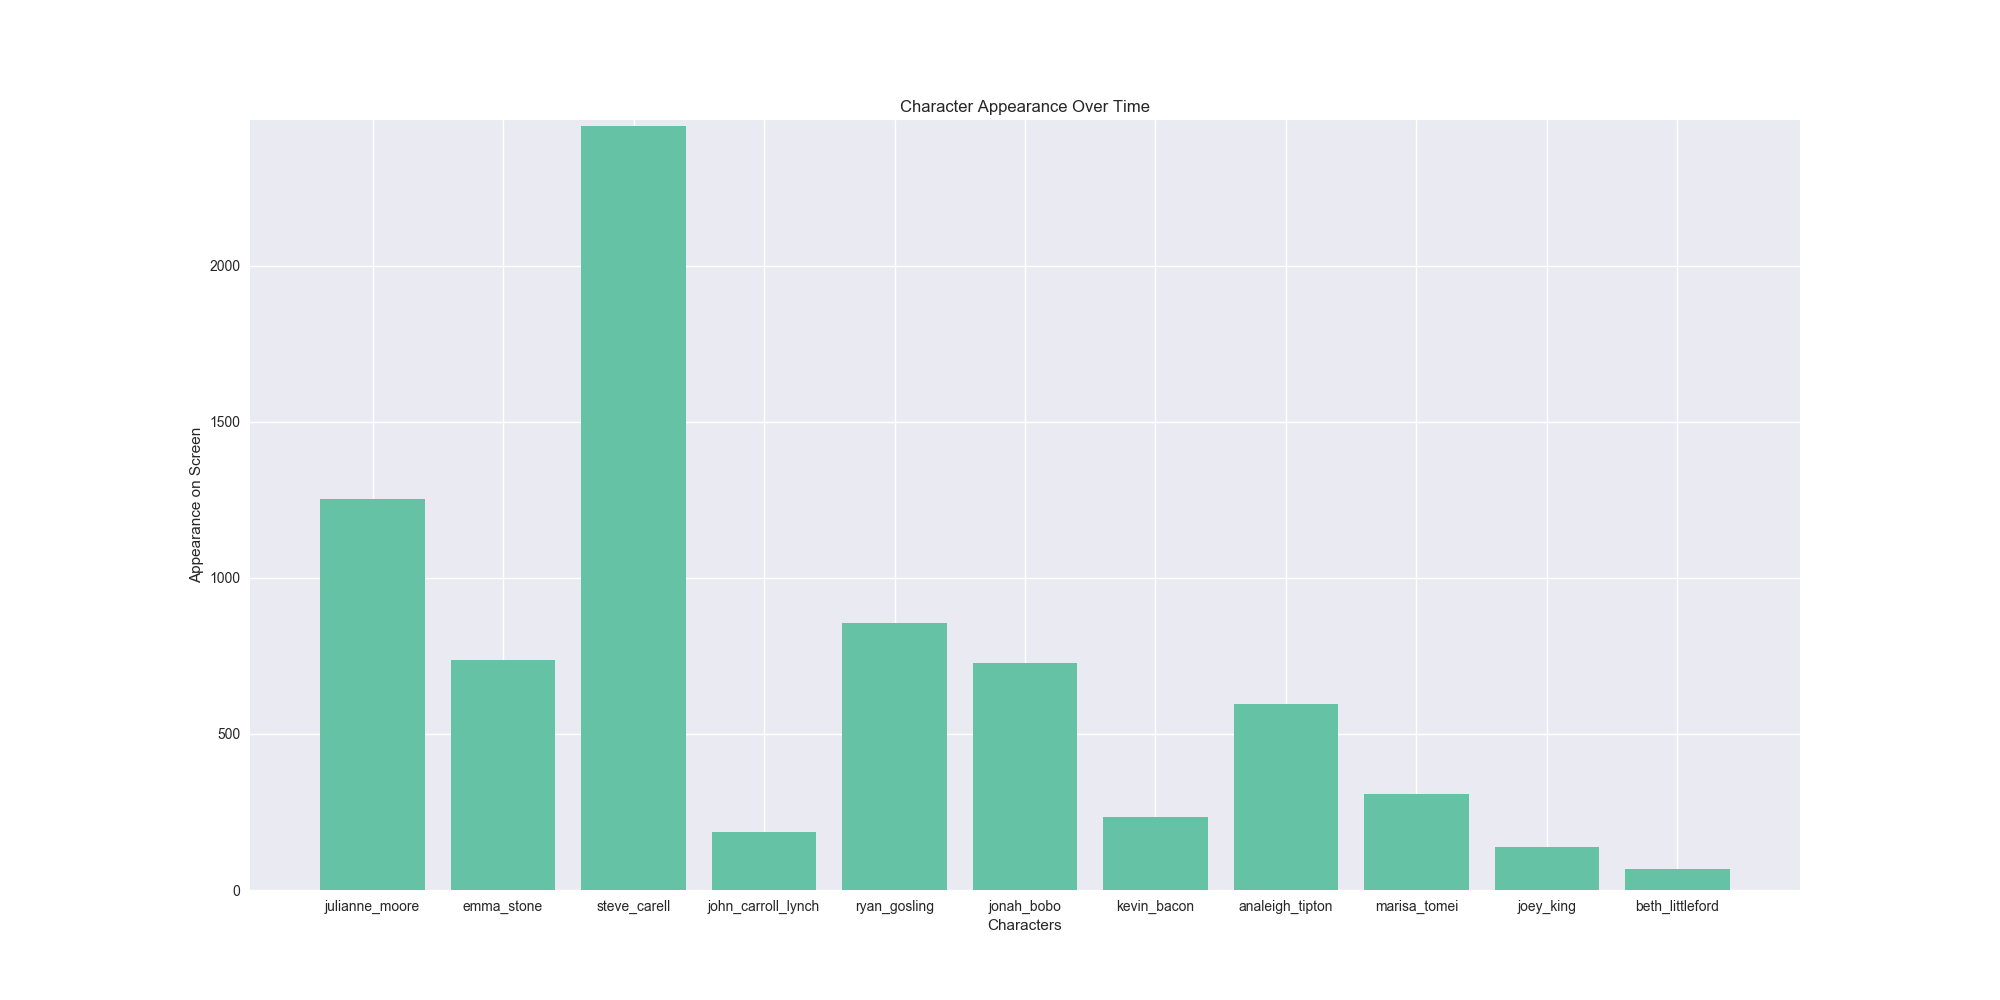 Character Appearance Over Time
Appearance on Screen
2000
1500
1000
500
0
julianne_moore emma_stone steve_carell john_carroll_lynch ryan_gosling jonah_bobo kevin_bacon analeigh_tipton marisa_tomei joey_king beth_littleford
Characters